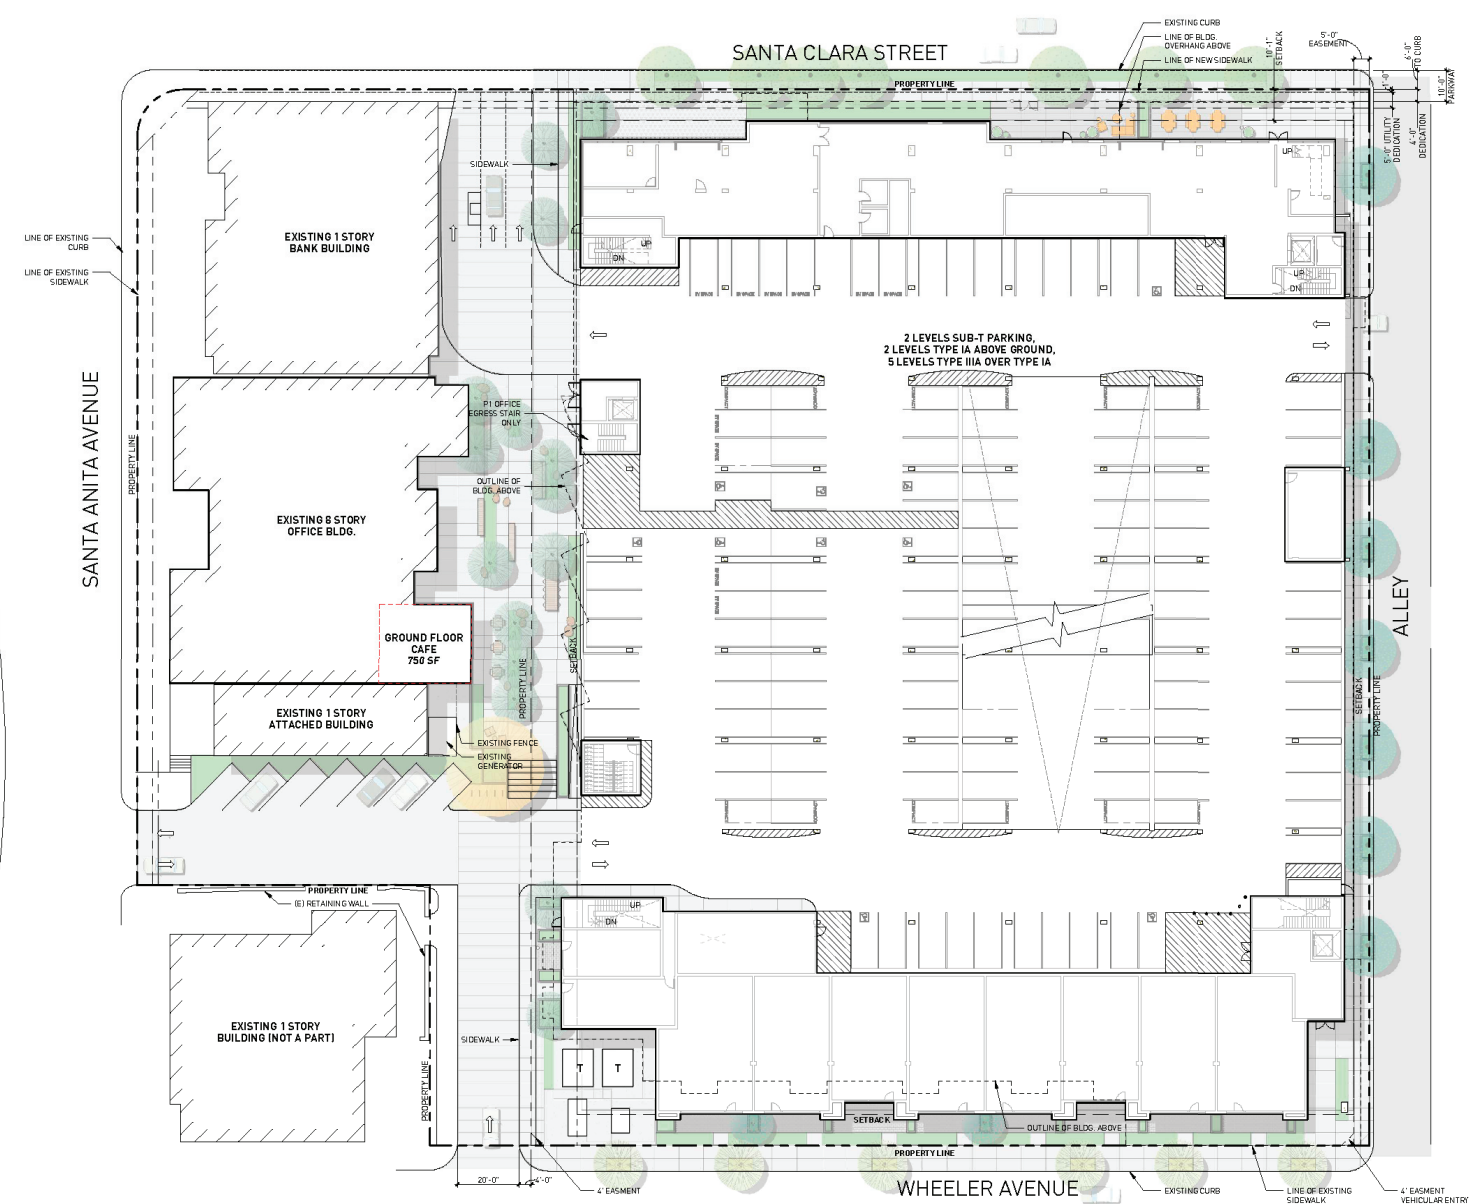 SANTA CLARA STREET
EXISTING CURB
LINE OF BLDG.
OVERHANG ABOVE
LINE OF NEW SIDEWALK
10'-1"
SETBACK
5'-0"
EASEMENT
6'-0"
TO CURB
1'-0"
10'-0"
PARKWAY
5'-0" UTILITY
DEDICATION
4'-0"
DEDICATION
PROPERTY LINE
SIDEWALK
UP
UP
DN
UP
DN
LINE OF EXISTING
CURB
LINE OF EXISTING
SIDEWALK
EXISTING 1 STORY
BANK BUILDING
2 LEVELS SUB-T PARKING,
2 LEVELS TYPE IA ABOVE GROUND,
5 LEVELS TYPE IIIA OVER TYPE IA
SANTA ANITA AVENUE
PROPERTY LINE
P1 OFFICE
EGRESS STAIR
ONLY
OUTLINE OF
BLDG. ABOVE
EXISTING 8 STORY
OFFICE BLDG.
GROUND FLOOR
CAFE
750 SF
PROPERTY LINE
SETBACK
ALLEY
SETBACK
PROPERTY LINE
EXISTING 1 STORY
ATTACHED BUILDING
EXISTING FENCE
EXISTING
GENERATOR
PROPERTY LINE
(E) RETAINING WALL
UP
DN
EXISTING 1 STORY
BUILDING (NOT A PART)
SIDEWALK
T
T
PROPERTY LINE
SETBACK
OUTLINE OF BLDG. ABOVE
PROPERTY LINE
20'-0"
4'-0"
4' EASMENT
WHEELER AVENUE
EXISTING CURB
LINE OF EXISTING
SIDEWALK
4' EASMENT
VEHICULAR ENTRY